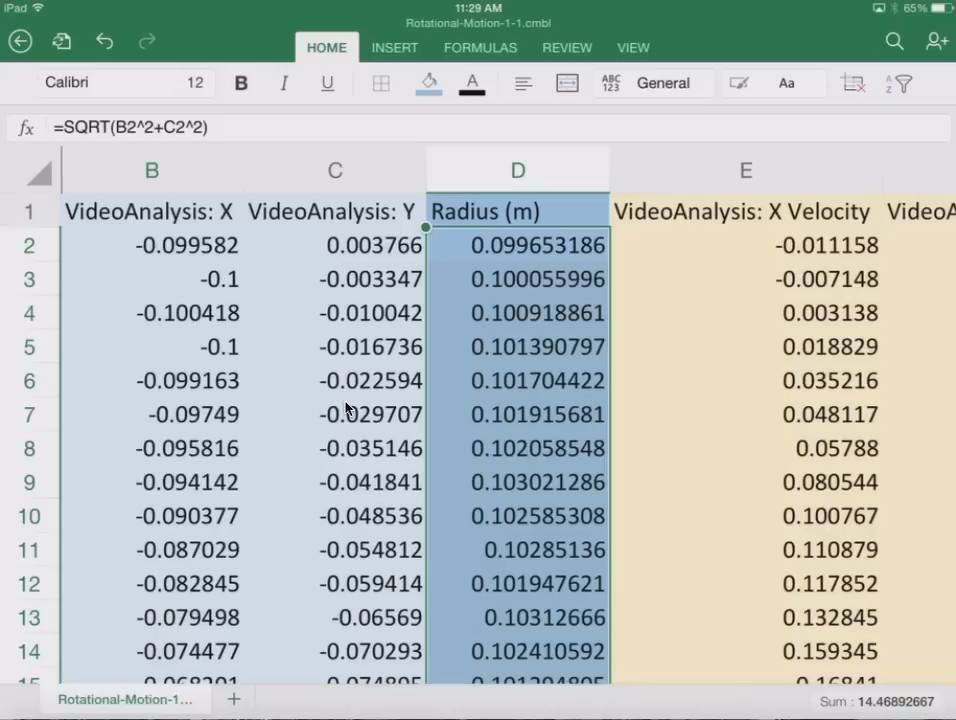 iPad 11:29 AM 65%
Rotational-Motion-1-1.cmbl
HOME INSERT FORMULAS REVIEW VIEW
Calibri 12 B I U A ABC 123 General Aa A Z
fx =SQRT(B2^2+C2^2)
B C D E
1 VideoAnalysis: X VideoAnalysis: Y Radius (m) VideoAnalysis: X Velocity VideoA
2 -0.099582 0.003766 0.099653186 -0.011158
3 -0.1 -0.003347 0.100055996 -0.007148
4 -0.100418 -0.010042 0.100918861 0.003138
5 -0.1 -0.016736 0.101390797 0.018829
6 -0.099163 -0.022594 0.101704422 0.035216
7 -0.09749 -0.029707 0.101915681 0.048117
8 -0.095816 -0.035146 0.102058548 0.05788
9 -0.094142 -0.041841 0.103021286 0.080544
10 -0.090377 -0.048536 0.102585308 0.100767
11 -0.087029 -0.054812 0.10285136 0.110879
12 -0.082845 -0.059414 0.101947621 0.117852
13 -0.079498 -0.06569 0.10312666 0.132845
14 -0.074477 -0.070293 0.102410592 0.159345
Rotational-Motion-1... + Sum : 14.46892667